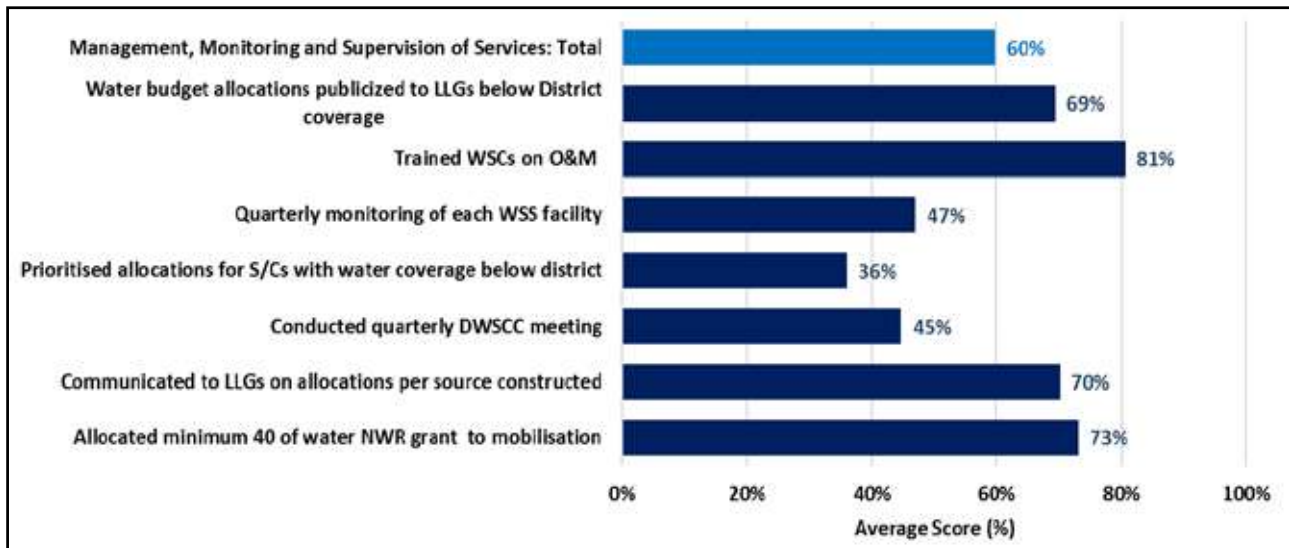 Management, Monitoring and Supervision of Services: Total
60%
Water budget allocations publicized to LLGs below District
coverage
69%
Trained WSCs on O&M
81%
Quarterly monitoring of each WSS facility
47%
Prioritised allocations for S/Cs with water coverage below district
36%
Conducted quarterly DWSCC meeting
45%
Communicated to LLGs on allocations per source constructed
70%
Allocated minimum 40 of water NWR grant to mobilisation
73%
0% 20% 40% 60% 80% 100%
Average Score (%)